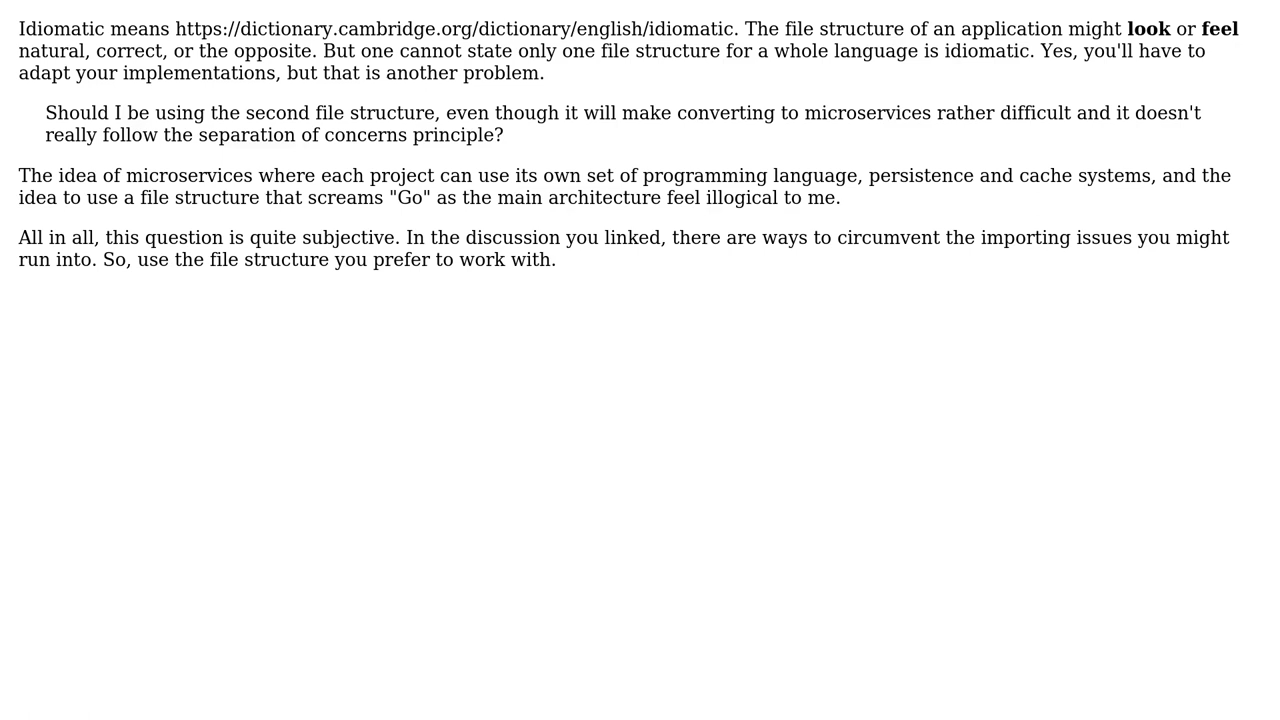 Idiomatic means https://dictionary.cambridge.org/dictionary/english/idiomatic. The file structure of an application might look or feel
natural, correct, or the opposite. But one cannot state only one file structure for a whole language is idiomatic. Yes, you'll have to
adapt your implementations, but that is another problem.
Should I be using the second file structure, even though it will make converting to microservices rather difficult and it doesn't
really follow the separation of concerns principle?
The idea of microservices where each project can use its own set of programming language, persistence and cache systems, and the
idea to use a file structure that screams "Go" as the main architecture feel illogical to me.
All in all, this question is quite subjective. In the discussion you linked, there are ways to circumvent the importing issues you might
run into. So, use the file structure you prefer to work with.